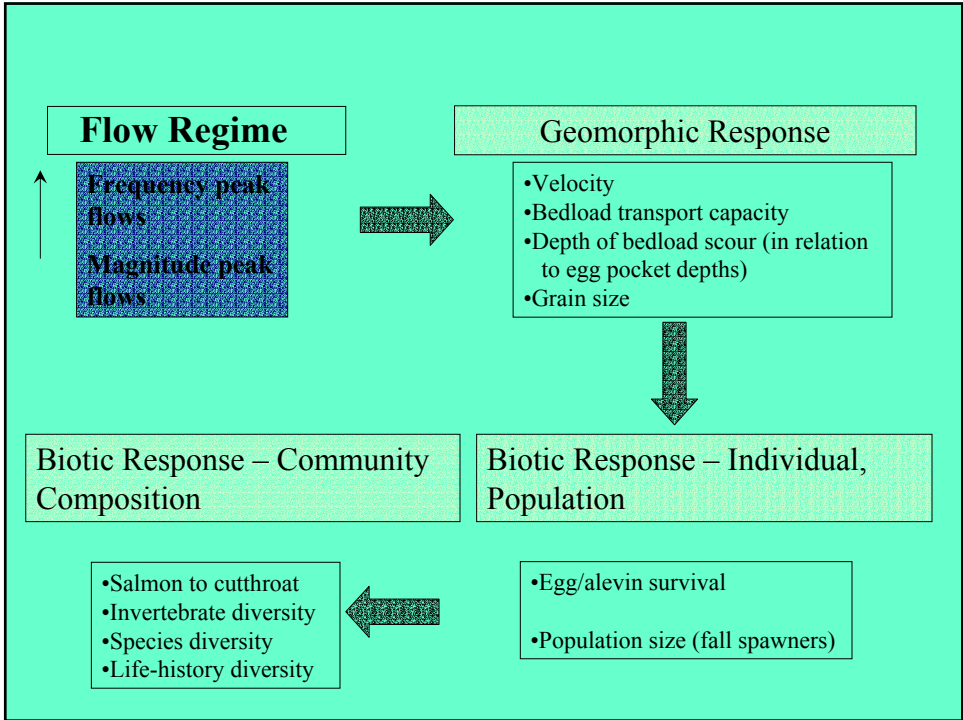 Flow Regime
Frequency peak
flows
Magnitude peak
flows
Geomorphic Response
•Velocity
•Bedload transport capacity
•Depth of bedload scour (in relation
to egg pocket depths)
•Grain size
Biotic Response – Individual,
Population
•Egg/alevin survival
•Population size (fall spawners)
Biotic Response – Community
Composition
•Salmon to cutthroat
•Invertebrate diversity
•Species diversity
•Life-history diversity